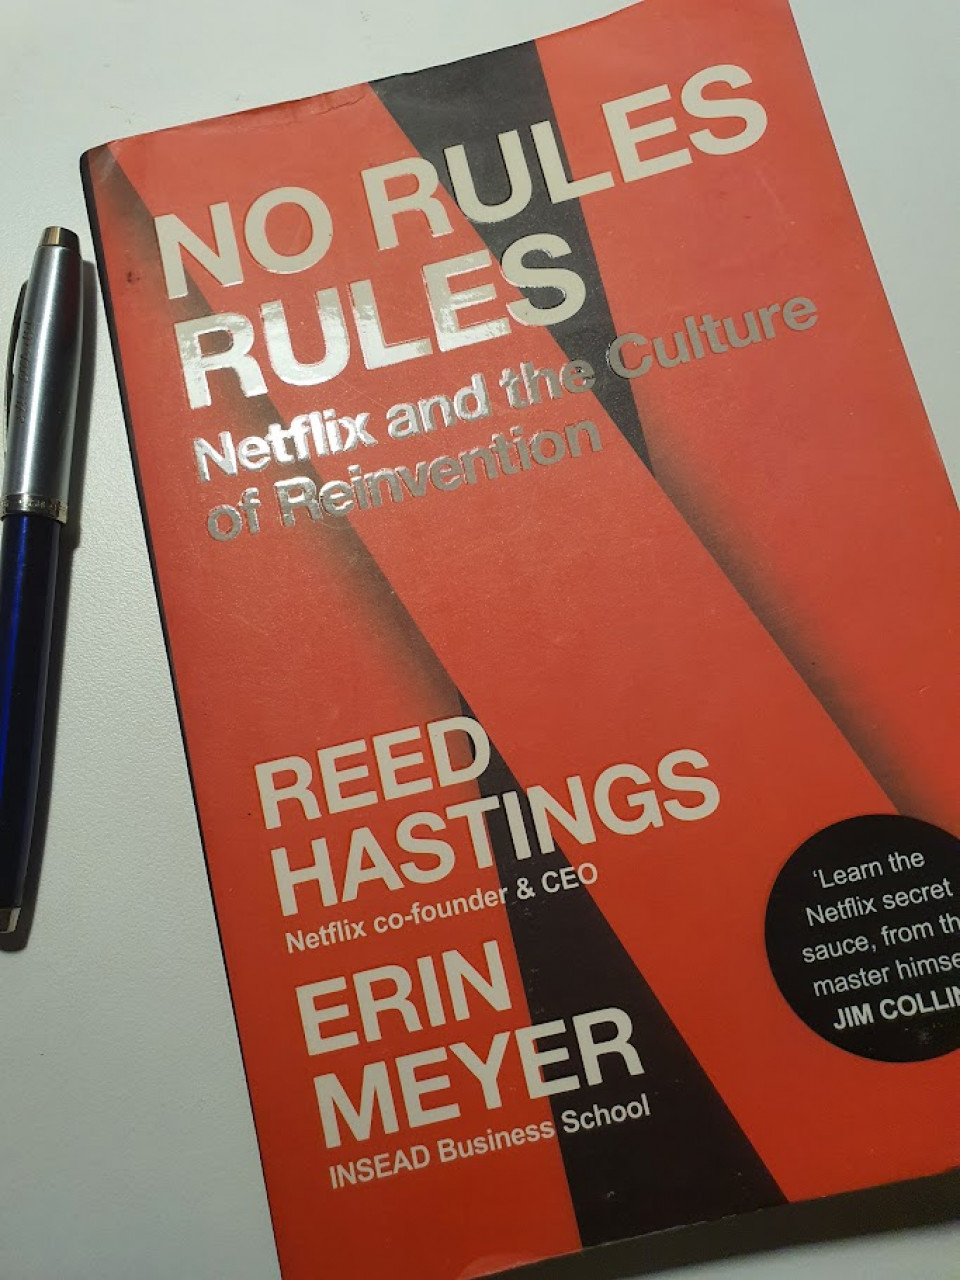 NO RULES
RULES
Netflix and the Culture
of Reinvention
REED
HASTINGS
Netflix co-founder & CEO
ERIN
MEYER
INSEAD Business School
'Learn the
Netflix secret
sauce, from th
master himse
JIM COLLIN